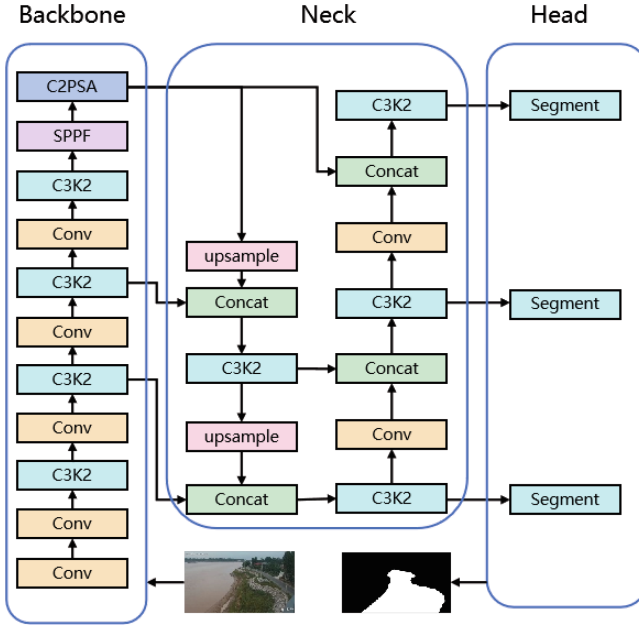 Backbone
Neck
Head
C2PSA
SPPF
C3K2
Conv
C3K2
Conv
C3K2
Conv
C3K2
Conv
Conv
upsample
Concat
C3K2
upsample
Concat
C3K2
Concat
Conv
C3K2
Concat
Conv
C3K2
Segment
Segment
Segment